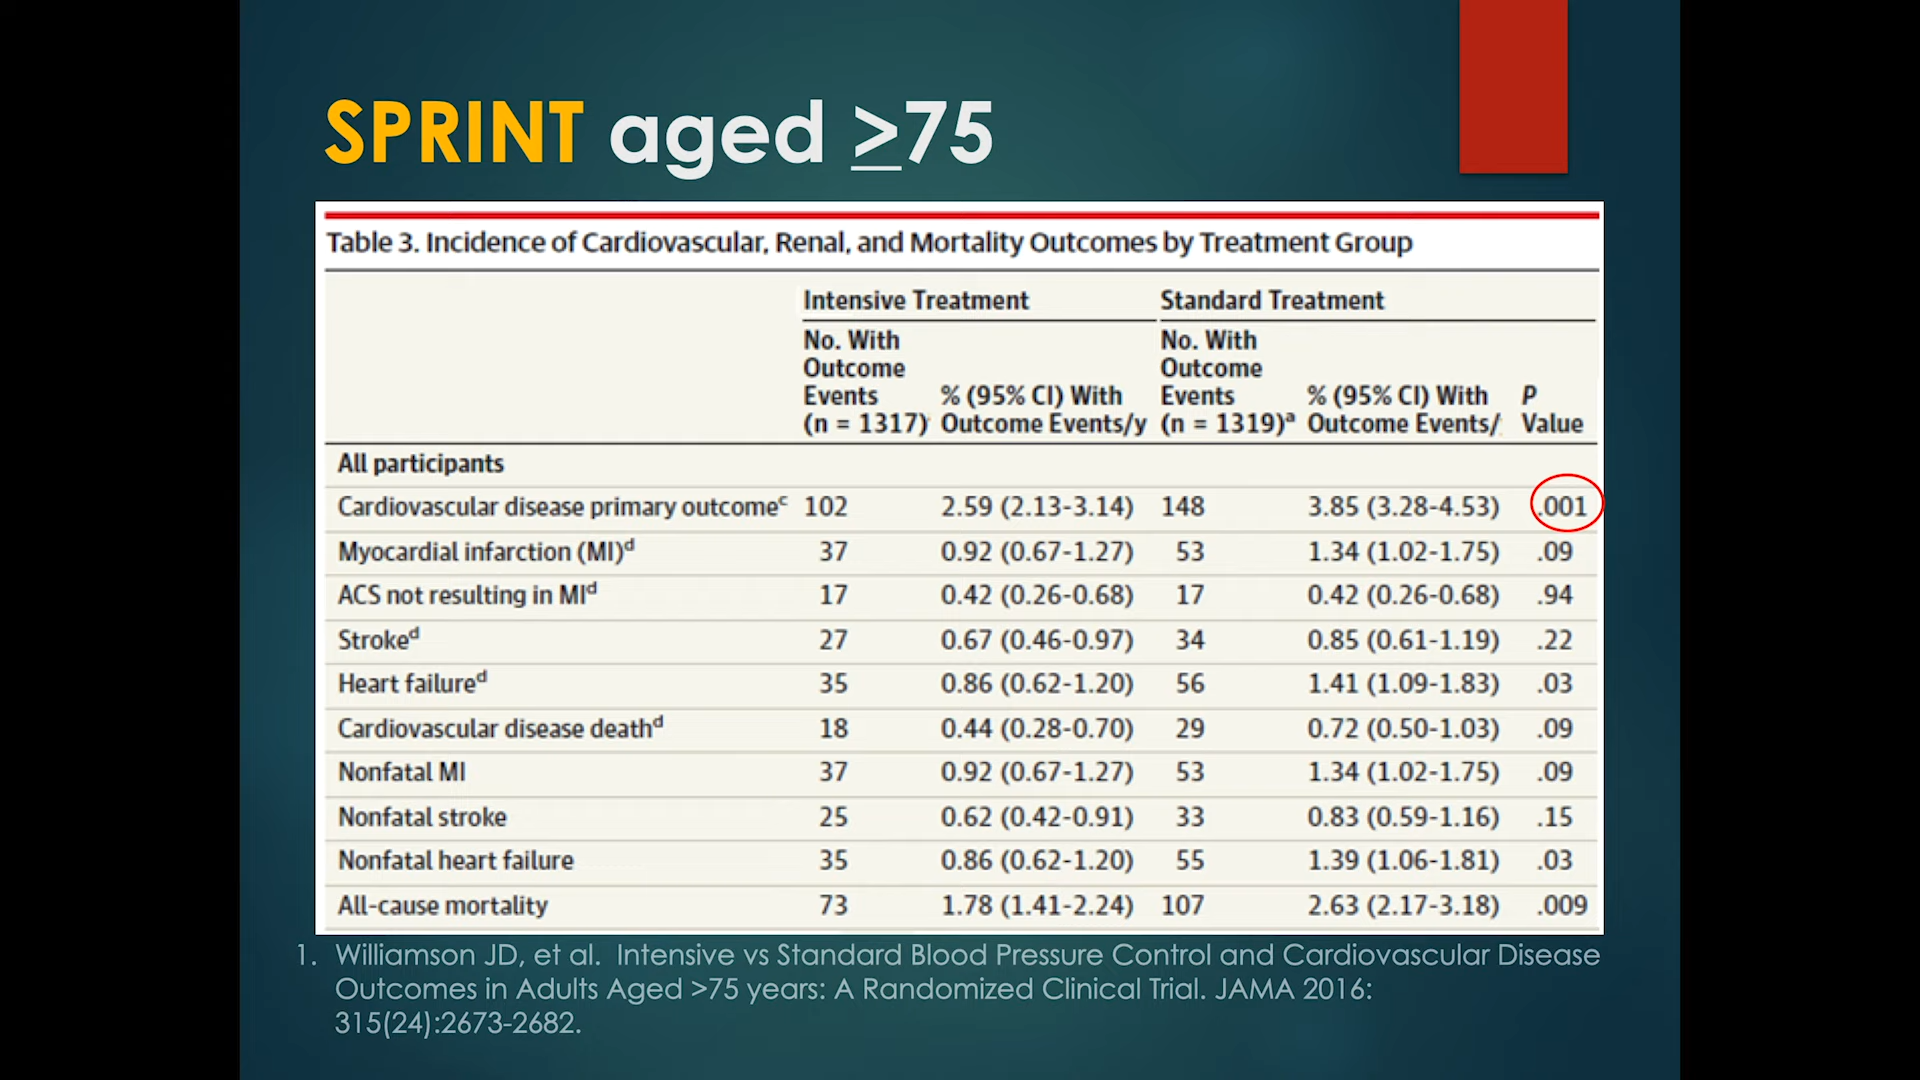 SPRINT aged ≥75
Table 3. Incidence of Cardiovascular, Renal, and Mortality Outcomes by Treatment Group
Intensive Treatment Standard Treatment
No. With Outcome Events (n = 1317) % (95% CI) With Outcome Events/y No. With Outcome Events (n = 1319)a % (95% CI) With Outcome Events/ P Value
All participants
Cardiovascular disease primary outcomec 102 2.59 (2.13-3.14) 148 3.85 (3.28-4.53) .001
Myocardial infarction (MI)d 37 0.92 (0.67-1.27) 53 1.34 (1.02-1.75) .09
ACS not resulting in MId 17 0.42 (0.26-0.68) 17 0.42 (0.26-0.68) .94
Stroked 27 0.67 (0.46-0.97) 34 0.85 (0.61-1.19) .22
Heart failured 35 0.86 (0.62-1.20) 56 1.41 (1.09-1.83) .03
Cardiovascular disease deathd 18 0.44 (0.28-0.70) 29 0.72 (0.50-1.03) .09
Nonfatal MI 37 0.92 (0.67-1.27) 53 1.34 (1.02-1.75) .09
Nonfatal stroke 25 0.62 (0.42-0.91) 33 0.83 (0.59-1.16) .15
Nonfatal heart failure 35 0.86 (0.62-1.20) 55 1.39 (1.06-1.81) .03
All-cause mortality 73 1.78 (1.41-2.24) 107 2.63 (2.17-3.18) .009
1. Williamson JD, et al. Intensive vs Standard Blood Pressure Control and Cardiovascular Disease
Outcomes in Adults Aged >75 years: A Randomized Clinical Trial. JAMA 2016:
315(24):2673-2682.